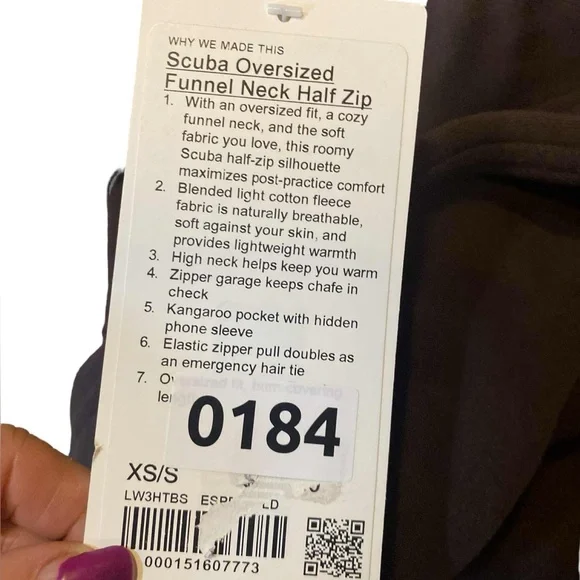 WHY WE MADE THIS
Scuba Oversized
Funnel Neck Half Zip
1. With an oversized fit, a cozy
funnel neck, and the soft
fabric you love, this roomy
Scuba half-zip silhouette
maximizes post-practice comfort
2. Blended light cotton fleece
fabric is naturally breathable,
soft against your skin, and
provides lightweight warmth
3. High neck helps keep you warm
4. Zipper garage keeps chafe in
check
5. Kangaroo pocket with hidden
phone sleeve
6. Elastic zipper pull doubles as
an emergency hair tie
7.
0184
XS/S
LW3HTBS
000151607773